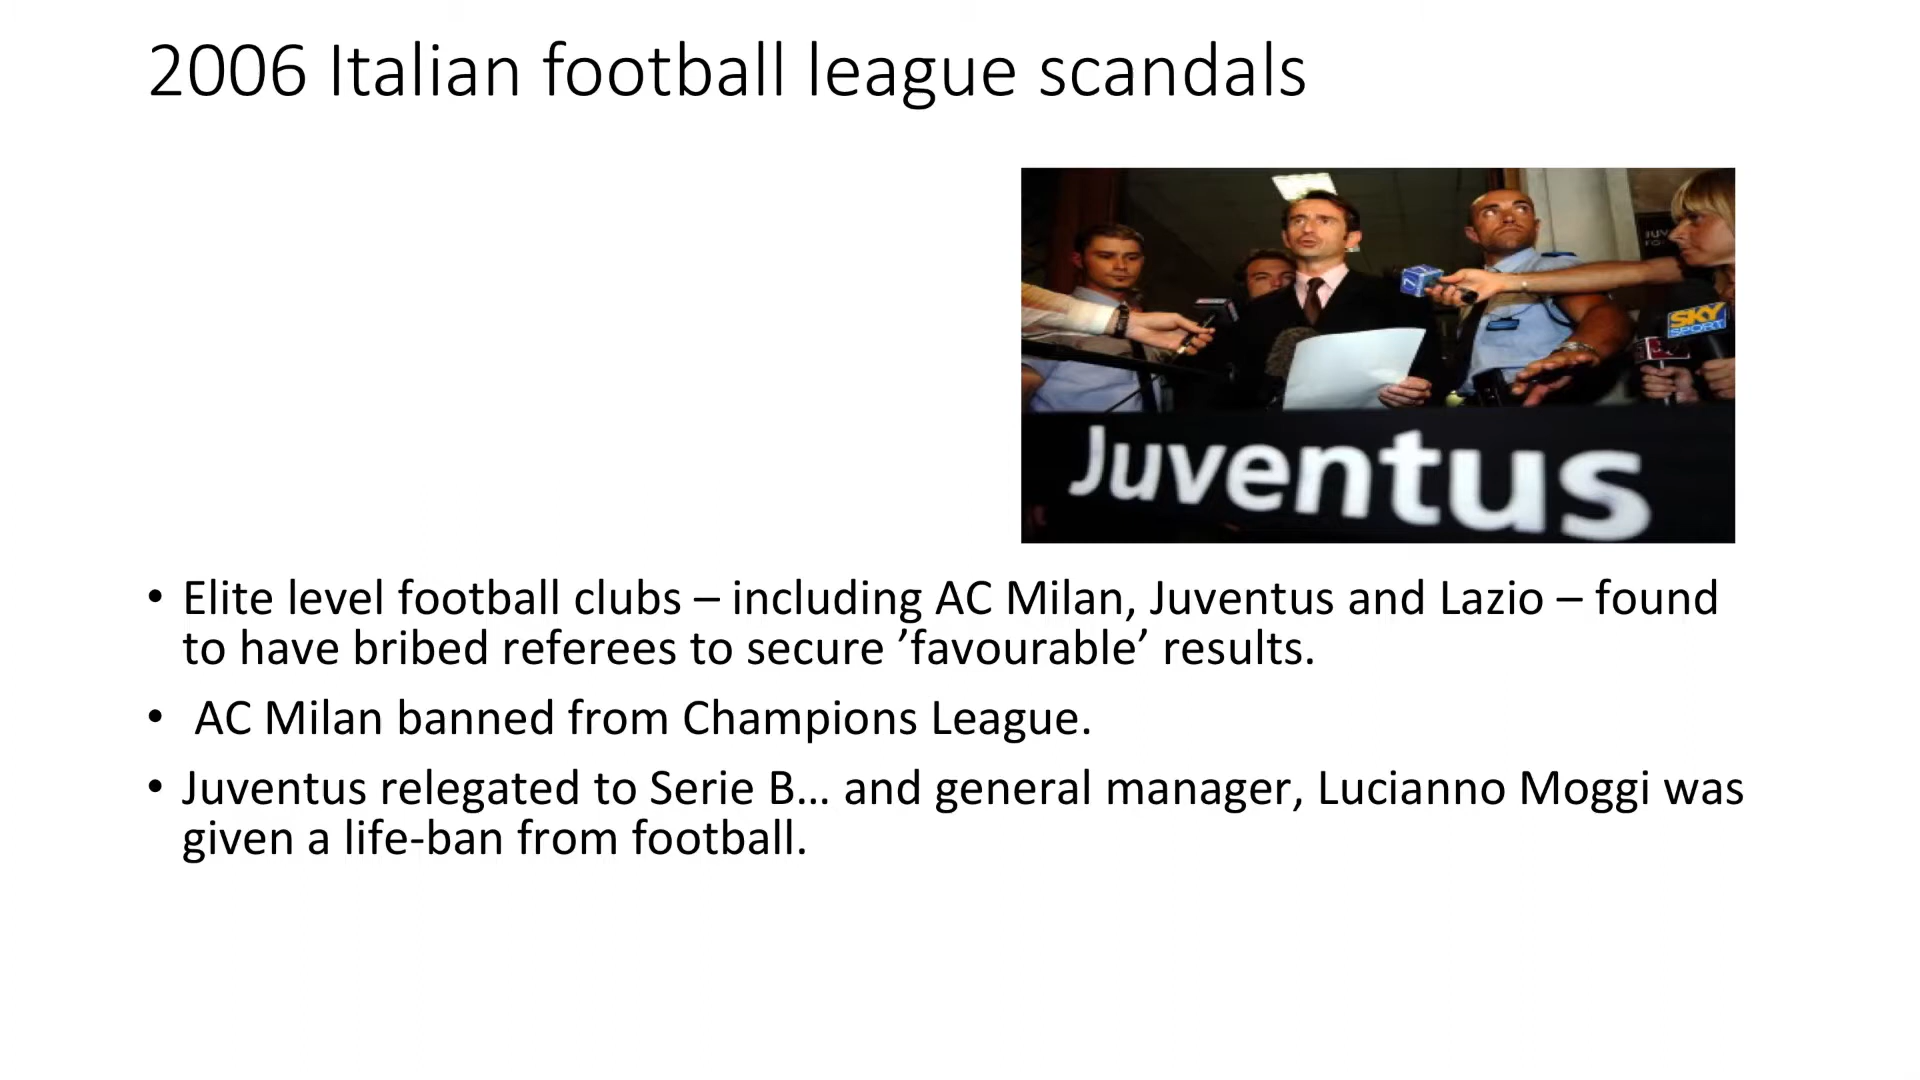 2006 Italian football league scandals
JUV
7
SKY
SPORT
Juventus
• Elite level football clubs – including AC Milan, Juventus and Lazio – found
to have bribed referees to secure ’favourable’ results.
• AC Milan banned from Champions League.
• Juventus relegated to Serie B... and general manager, Lucianno Moggi was
given a life-ban from football.